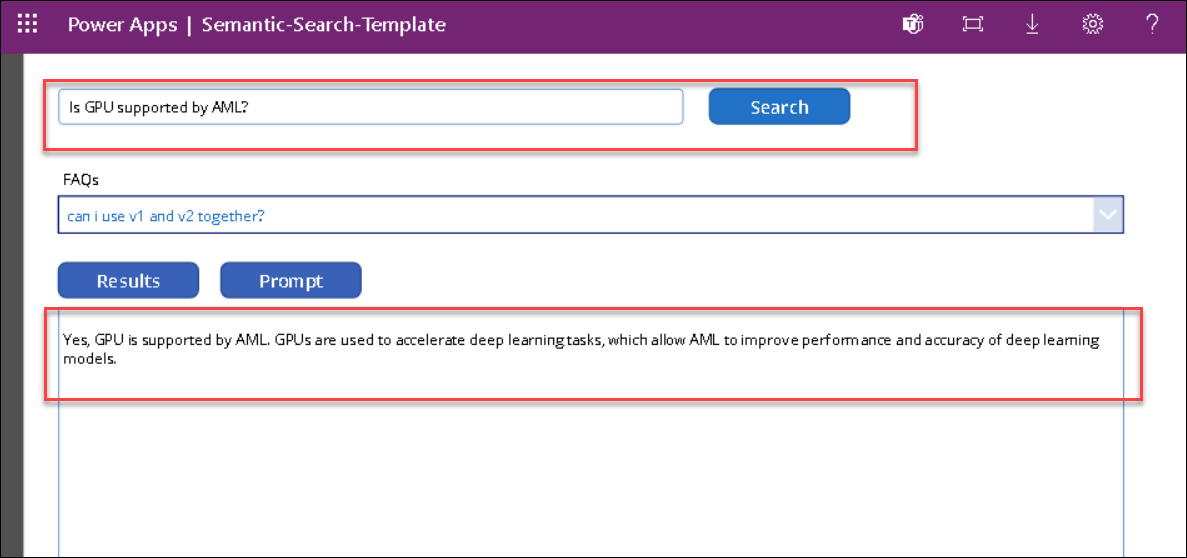 Power Apps | Semantic-Search-Template
Is GPU supported by AML?
Search
FAQs
can i use v1 and v2 together?
Results
Prompt
Yes, GPU is supported by AML. GPUs are used to accelerate deep learning tasks, which allow AML to improve performance and accuracy of deep learning
models.